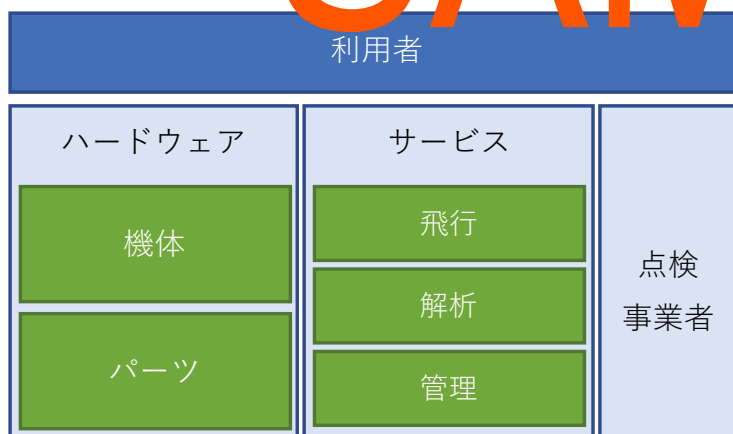 利用者
ハードウェア
機体
パーツ
サービス
飛行
解析
管理
点検
事業者